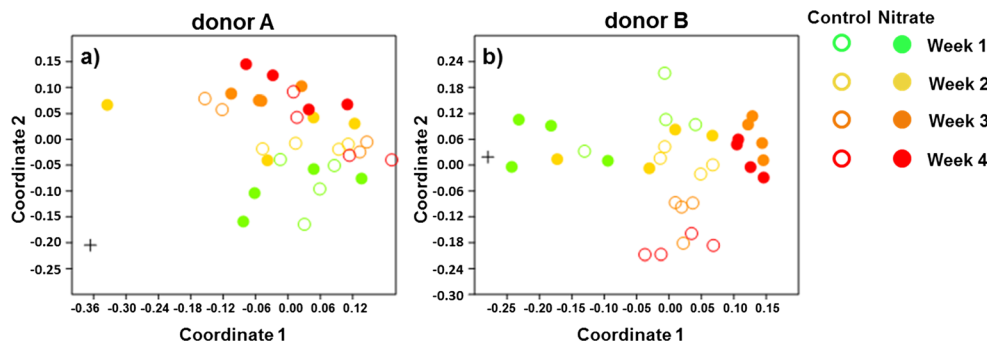 donor A
donor B
Control Nitrate
Week 1
Week 2
Week 3
Week 4
a)
0.15
0.10
0.05
0.00
-0.05
-0.10
-0.15
-0.20
-0.25
Coordinate 2
-0.36 -0.24 -0.18 -0.12 -0.06 0.00 0.06 0.12
Coordinate 1
b)
0.24
0.18
0.12
0.06
0.00
-0.06
-0.12
-0.18
-0.24
-0.30
Coordinate 2
-0.25 -0.15 -0.10 -0.05 0.00 0.05 0.10 0.15
Coordinate 1